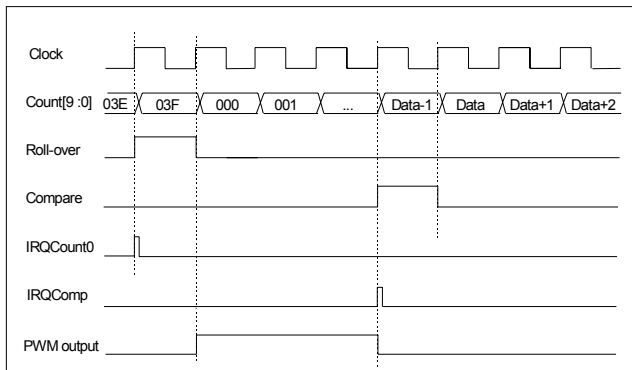 Clock
Count[9 :0] 03E 03F 000 001 ... Data-1 Data Data+1 Data+2
Roll-over
Compare
IRQCount0
IRQComp
PWM output